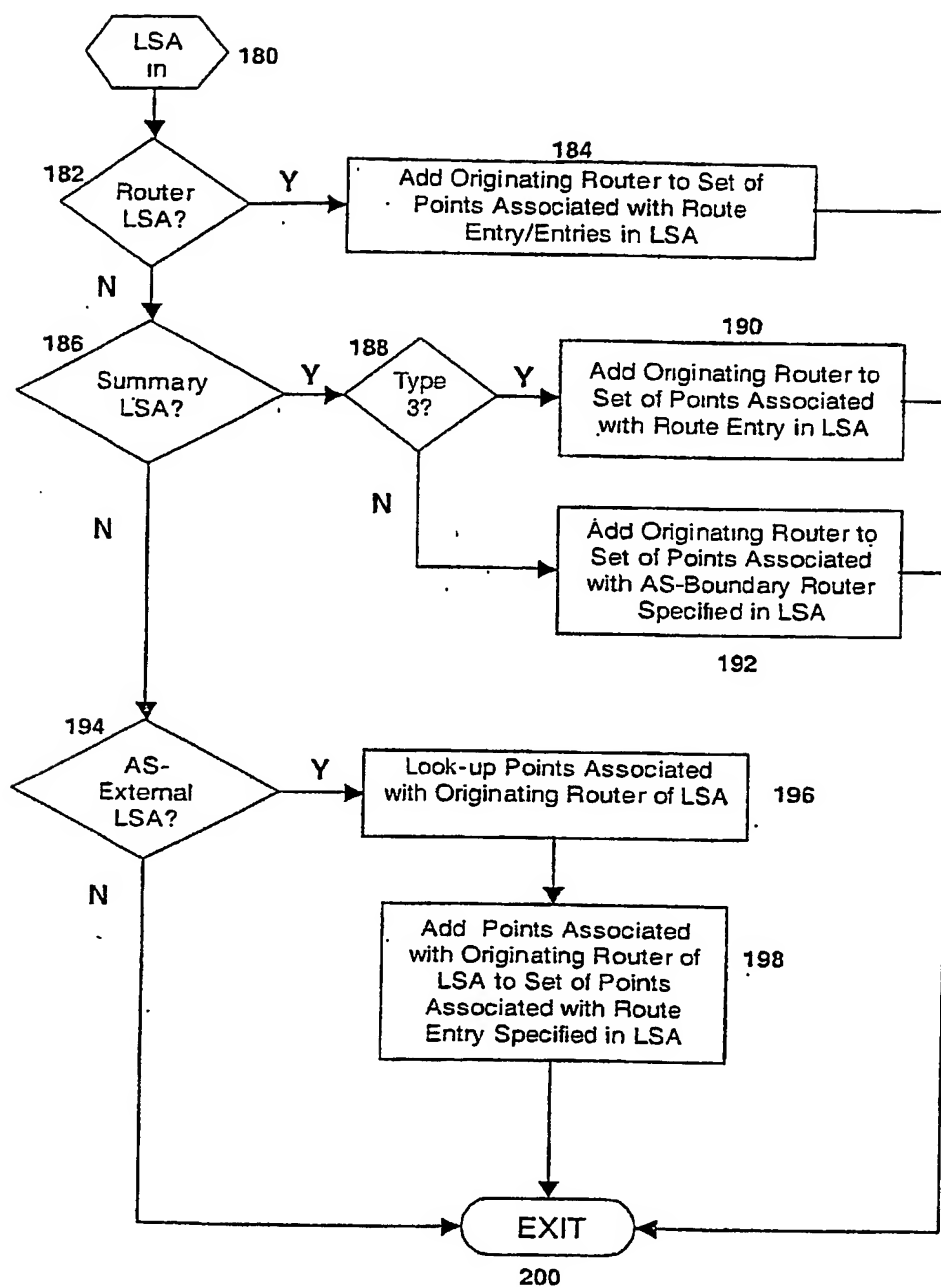 LSA
in
180
182
Router
LSA?
Y
184
Add Originating Router to Set of
Points Associated with Route
Entry/Entries in LSA
N
186
Summary
LSA?
Y
188
Type
3?
Y
190
Add Originating Router to
Set of Points Associated
with Route Entry in LSA
N
N
Add Originating Router to
Set of Points Associated
with AS-Boundary Router
Specified in LSA
192
194
AS-
External
LSA?
Y
Look-up Points Associated
with Originating Router of LSA
196
N
Add Points Associated
with Originating Router of
LSA to Set of Points
Associated with Route
Entry Specified in LSA
198
EXIT
200